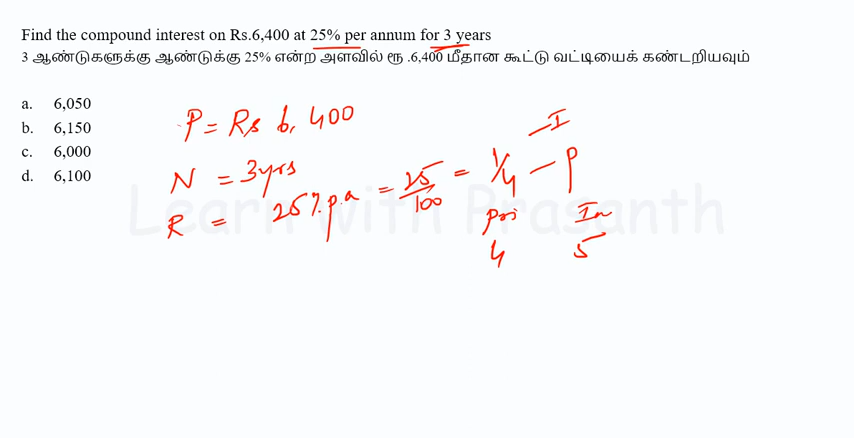 Find the compound interest on Rs.6,400 at 25% per annum for 3 years
3 ஆண்டுகளுக்கு ஆண்டுக்கு 25% என்ற அளவில் ரூ .6,400 மீதான கூட்டு வட்டியைக் கண்டறியவும்
a. 6,050
b. 6,150
c. 6,000
d. 6,100
P = Rs 6,400
N = 3yrs
R = 25% p.a = 25/100 = 1/4 — I — P
Pri In
4 5
Learn with Prasanth